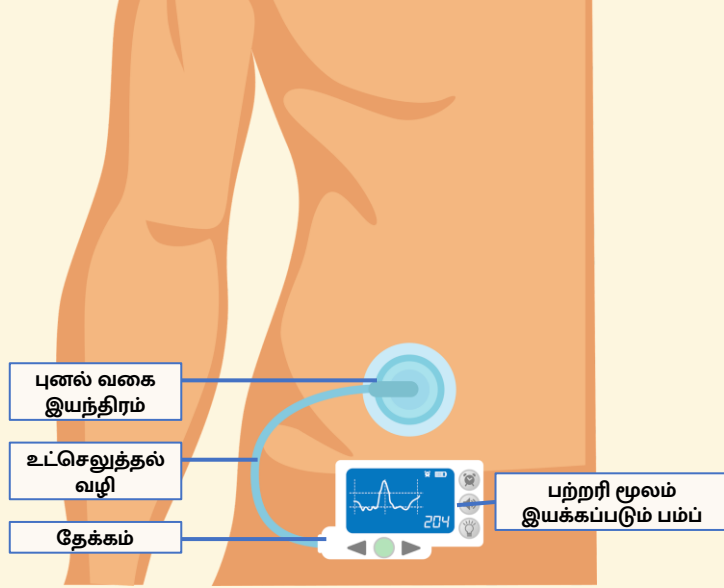 புனல் வகை
இயந்திரம்
உட்செலுத்தல்
வழி
தேக்கம்
பற்றரி மூலம்
இயக்கப்படும் பம்ப்
204